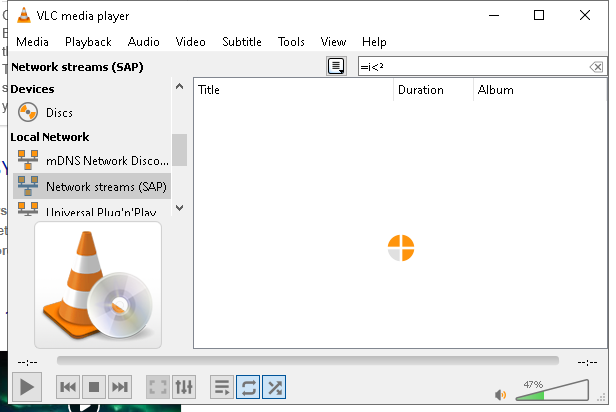 VLC media player
Media Playback Audio Video Subtitle Tools View Help
Network streams (SAP)
=i<²
Devices
Discs
Local Network
mDNS Network Disco...
Network streams (SAP)
Universal Plug'n'Play
Title Duration Album
--:-- --:--
47%